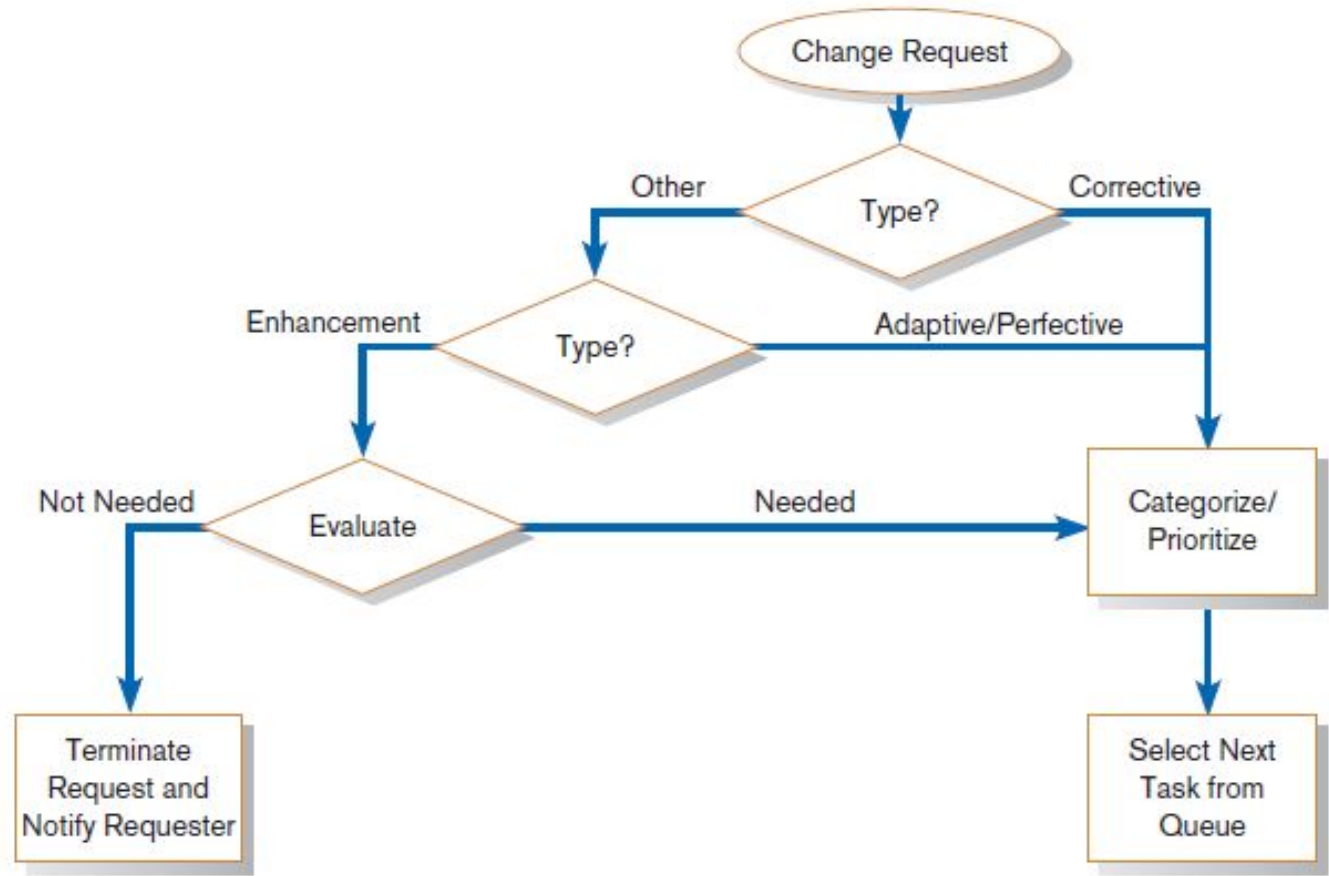 Change Request
Other
Corrective
Type?
Enhancement
Adaptive/Perfective
Type?
Not Needed
Needed
Evaluate
Categorize/
Prioritize
Terminate
Request and
Notify Requester
Select Next
Task from
Queue